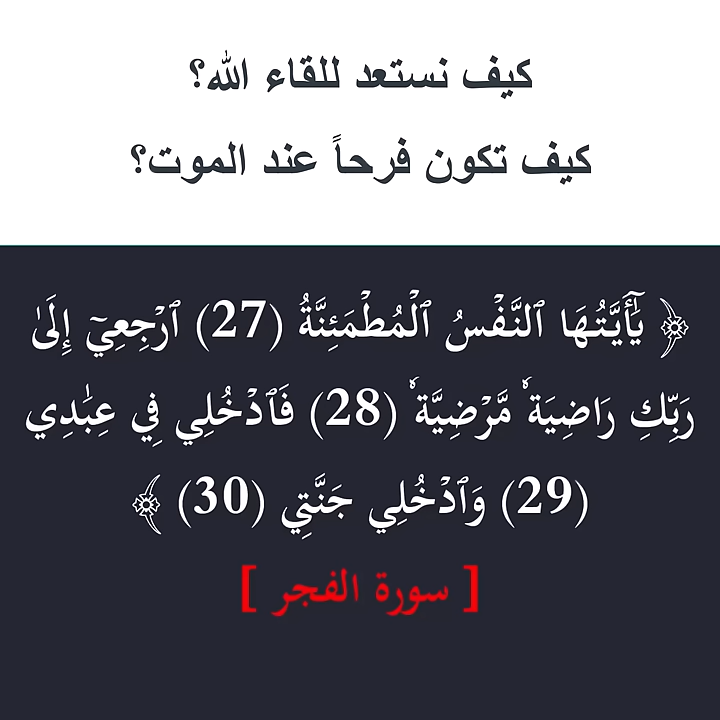 كيف نستعد للقاء الله؟
كيف تكون فرحاً عند الموت؟
﴿ يَٰٓأَيَّتُهَا ٱلنَّفۡسُ ٱلۡمُطۡمَئِنَّةُ (27) ٱرۡجِعِيٓ إِلَىٰ
رَبِّكِ رَاضِيَةٗ مَّرۡضِيَّةٗ (28) فَٱدۡخُلِي فِي عِبَٰدِي
(29) وَٱدۡخُلِي جَنَّتِي (30) ﴾
[ سورة الفجر ]